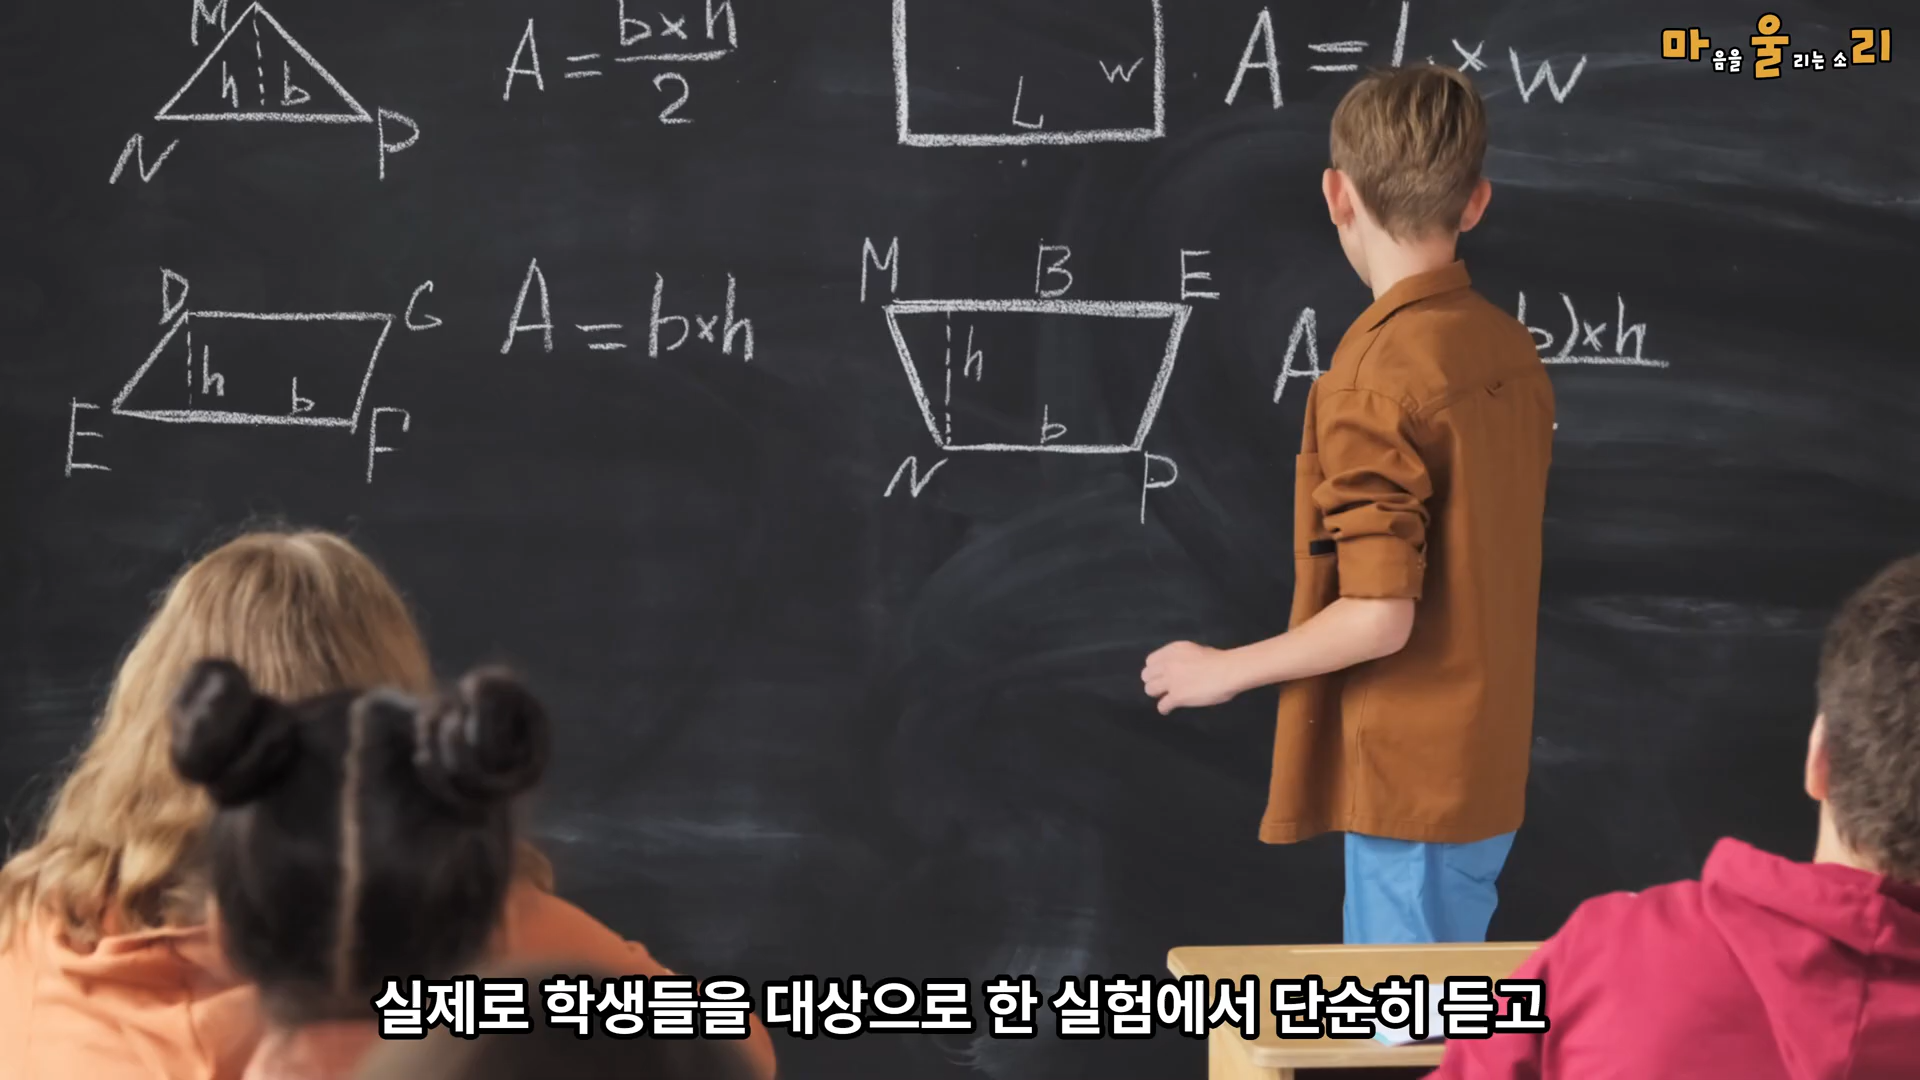 마음을 울리는 소리
M
A = b×h
2
h b
N P
w
L
A = L × w
D G
h
b
E F
A = b×h
M B E
h
b
N P
A
b)×h
실제로 학생들을 대상으로 한 실험에서 단순히 듣고